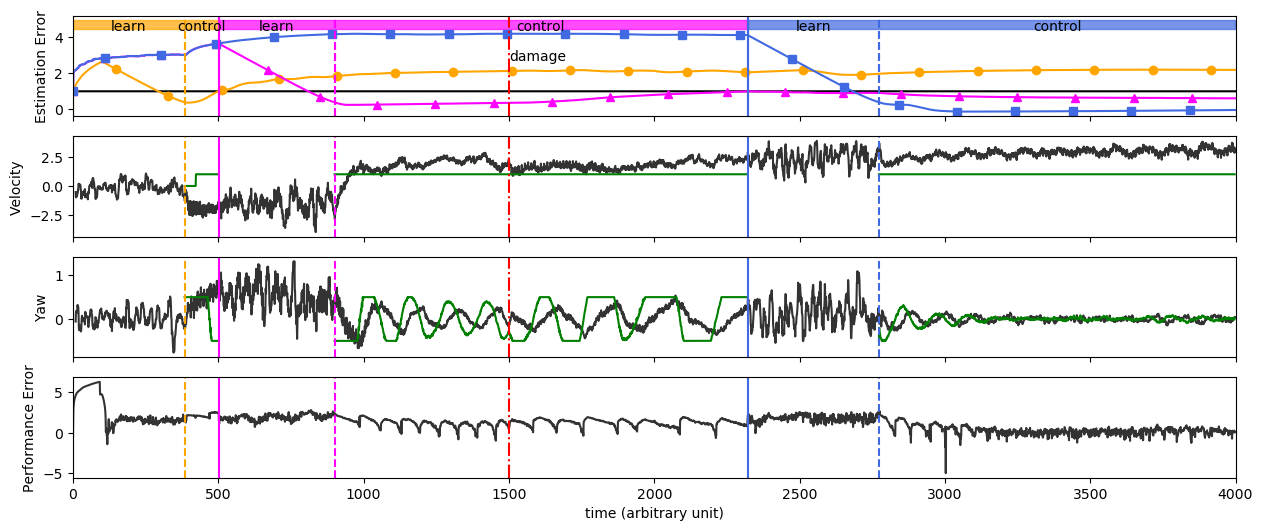 learn control learn control learn control
damage
Estimation Error
4
2
0
Velocity
2.5
0.0
−2.5
Yaw
1
0
Performance Error
5
0
−5
0 500 1000 1500 2000 2500 3000 3500 4000
time (arbitrary unit)